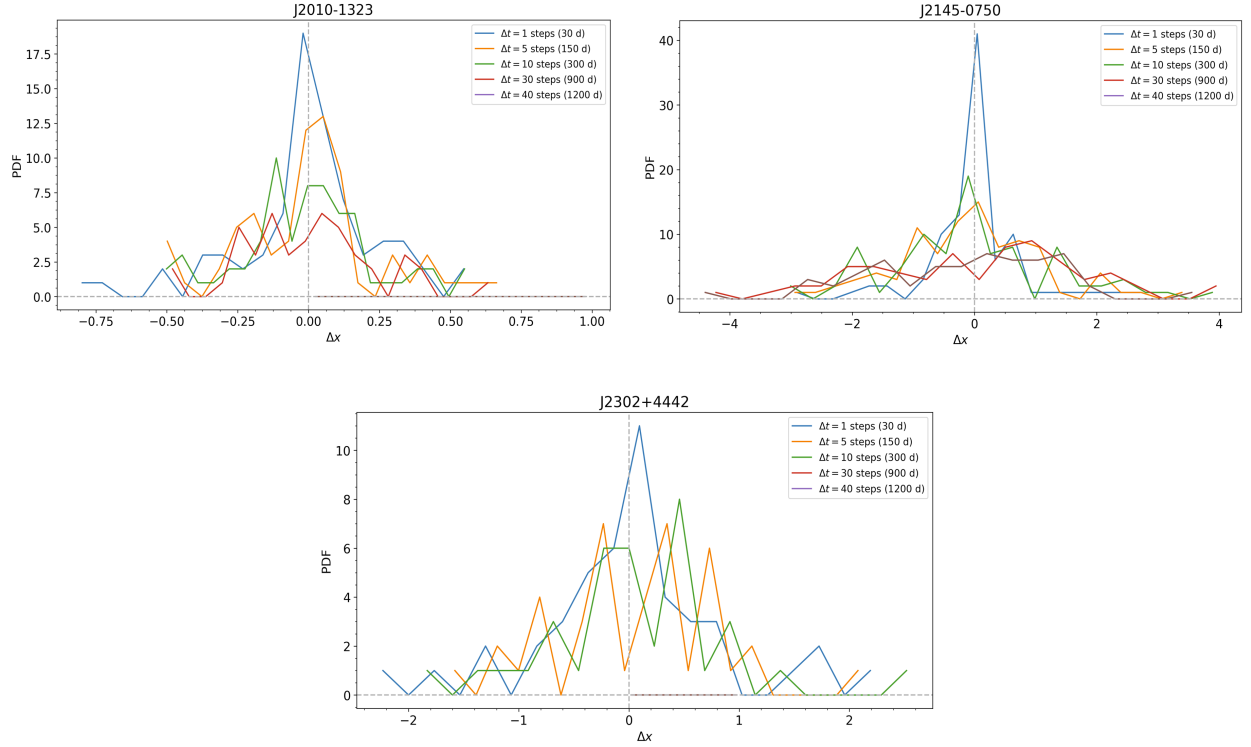 J2010-1323
PDF
17.5
15.0
12.5
10.0
7.5
5.0
2.5
0.0
Δt = 1 steps (30 d)
Δt = 5 steps (150 d)
Δt = 10 steps (300 d)
Δt = 30 steps (900 d)
Δt = 40 steps (1200 d)
−0.75 −0.50 −0.25 0.00 0.25 0.50 0.75 1.00
Δx
J2145-0750
PDF
40
30
20
10
0
Δt = 1 steps (30 d)
Δt = 5 steps (150 d)
Δt = 10 steps (300 d)
Δt = 30 steps (900 d)
Δt = 40 steps (1200 d)
−4 −2 0 2 4
Δx
J2302+4442
PDF
10
8
6
4
2
0
Δt = 1 steps (30 d)
Δt = 5 steps (150 d)
Δt = 10 steps (300 d)
Δt = 30 steps (900 d)
Δt = 40 steps (1200 d)
−2 −1 0 1 2
Δx